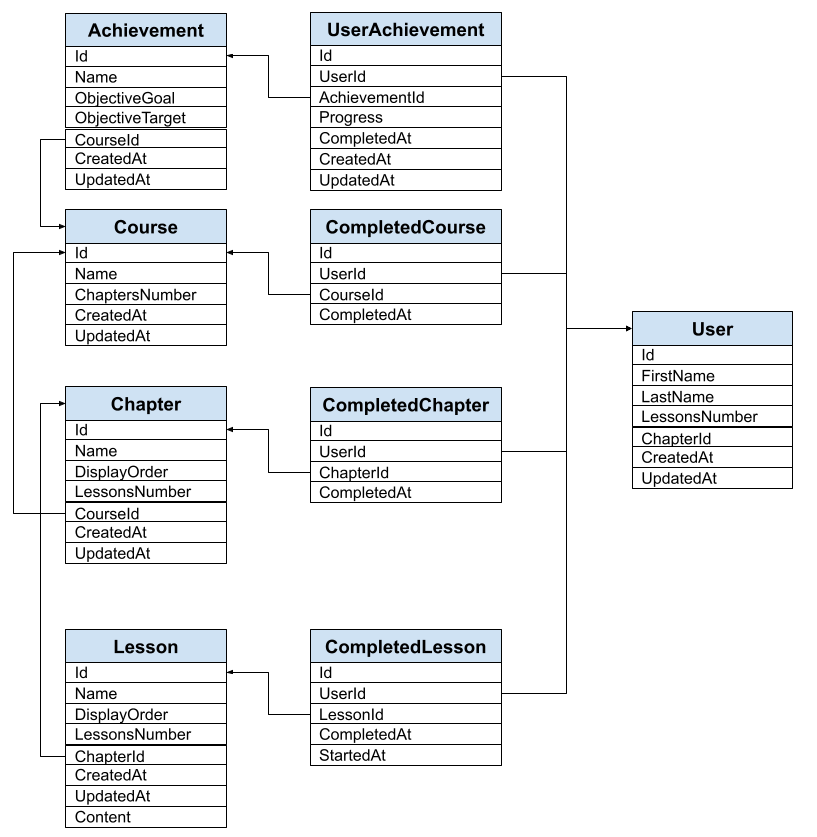 Achievement
Id
Name
ObjectiveGoal
ObjectiveTarget
CourseId
CreatedAt
UpdatedAt
UserAchievement
Id
UserId
AchievementId
Progress
CompletedAt
CreatedAt
UpdatedAt
Course
Id
Name
ChaptersNumber
CreatedAt
UpdatedAt
CompletedCourse
Id
UserId
CourseId
CompletedAt
User
Id
FirstName
LastName
LessonsNumber
ChapterId
CreatedAt
UpdatedAt
Chapter
Id
Name
DisplayOrder
LessonsNumber
CourseId
CreatedAt
UpdatedAt
CompletedChapter
Id
UserId
ChapterId
CompletedAt
Lesson
Id
Name
DisplayOrder
LessonsNumber
ChapterId
CreatedAt
UpdatedAt
Content
CompletedLesson
Id
UserId
LessonId
CompletedAt
StartedAt